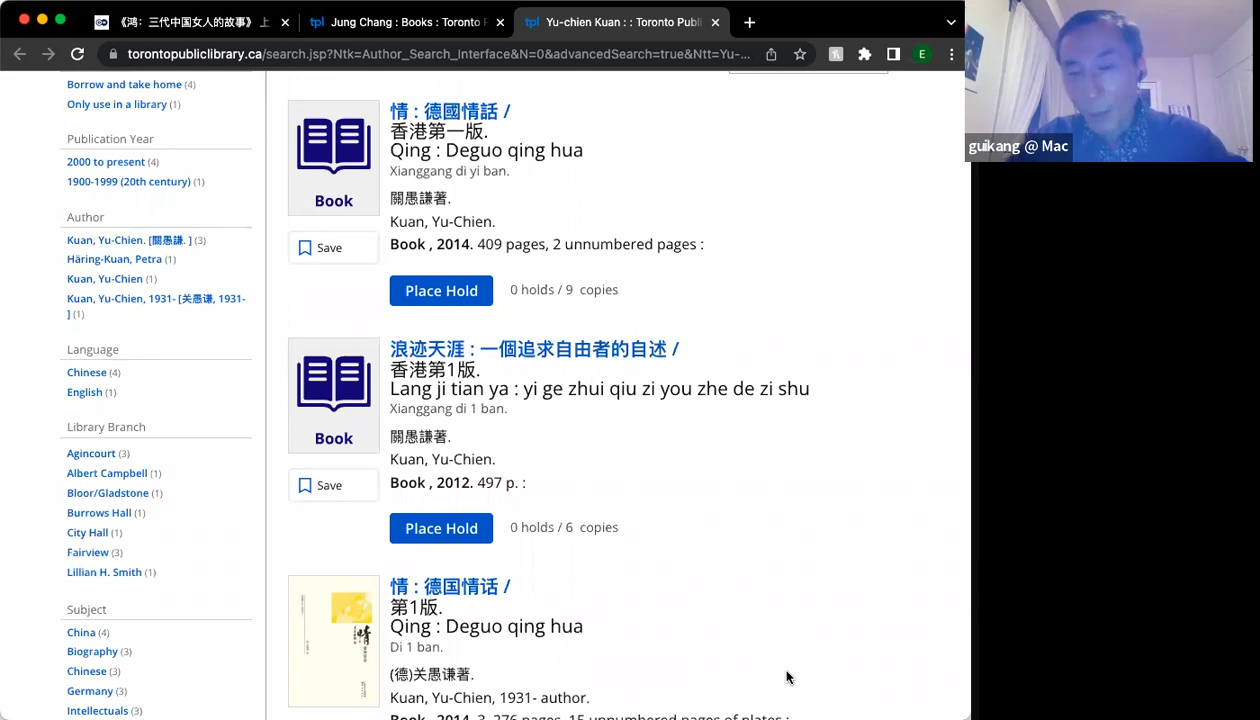 《鸿：三代中国女人的故事》 上
Jung Chang : Books : Toronto P
Yu-chien Kuan : : Toronto Publi
torontopubliclibrary.ca/search.jsp?Ntk=Author_Search_Interface&N=0&advancedSearch=true&Ntt=Yu-...
E
guikang @ Mac
Borrow and take home (4)
Only use in a library (1)
Publication Year
2000 to present (4)
1900-1999 (20th century) (1)
Author
Kuan, Yu-Chien. [關愚謙. ] (3)
Häring-Kuan, Petra (1)
Kuan, Yu-Chien (1)
Kuan, Yu-Chien, 1931- [关愚谦, 1931-
] (1)
Language
Chinese (4)
English (1)
Library Branch
Agincourt (3)
Albert Campbell (1)
Bloor/Gladstone (1)
Burrows Hall (1)
City Hall (1)
Fairview (3)
Lillian H. Smith (1)
Subject
China (4)
Biography (3)
Chinese (3)
Germany (3)
Intellectuals (3)
Book
Save
情 : 德國情話 /
香港第一版.
Qing : Deguo qing hua
Xianggang di yi ban.
關愚謙著.
Kuan, Yu-Chien.
Book , 2014. 409 pages, 2 unnumbered pages :
Place Hold
0 holds / 9 copies
Book
Save
浪迹天涯 : 一個追求自由者的自述 /
香港第1版.
Lang ji tian ya : yi ge zhui qiu zi you zhe de zi shu
Xianggang di 1 ban.
關愚謙著.
Kuan, Yu-Chien.
Book , 2012. 497 p. :
Place Hold
0 holds / 6 copies
情
情 : 德国情话 /
第1版.
Qing : Deguo qing hua
Di 1 ban.
(德)关愚谦著.
Kuan, Yu-Chien, 1931- author.
Book , 2014. 3, 276 pages, 15 unnumbered pages of plates :